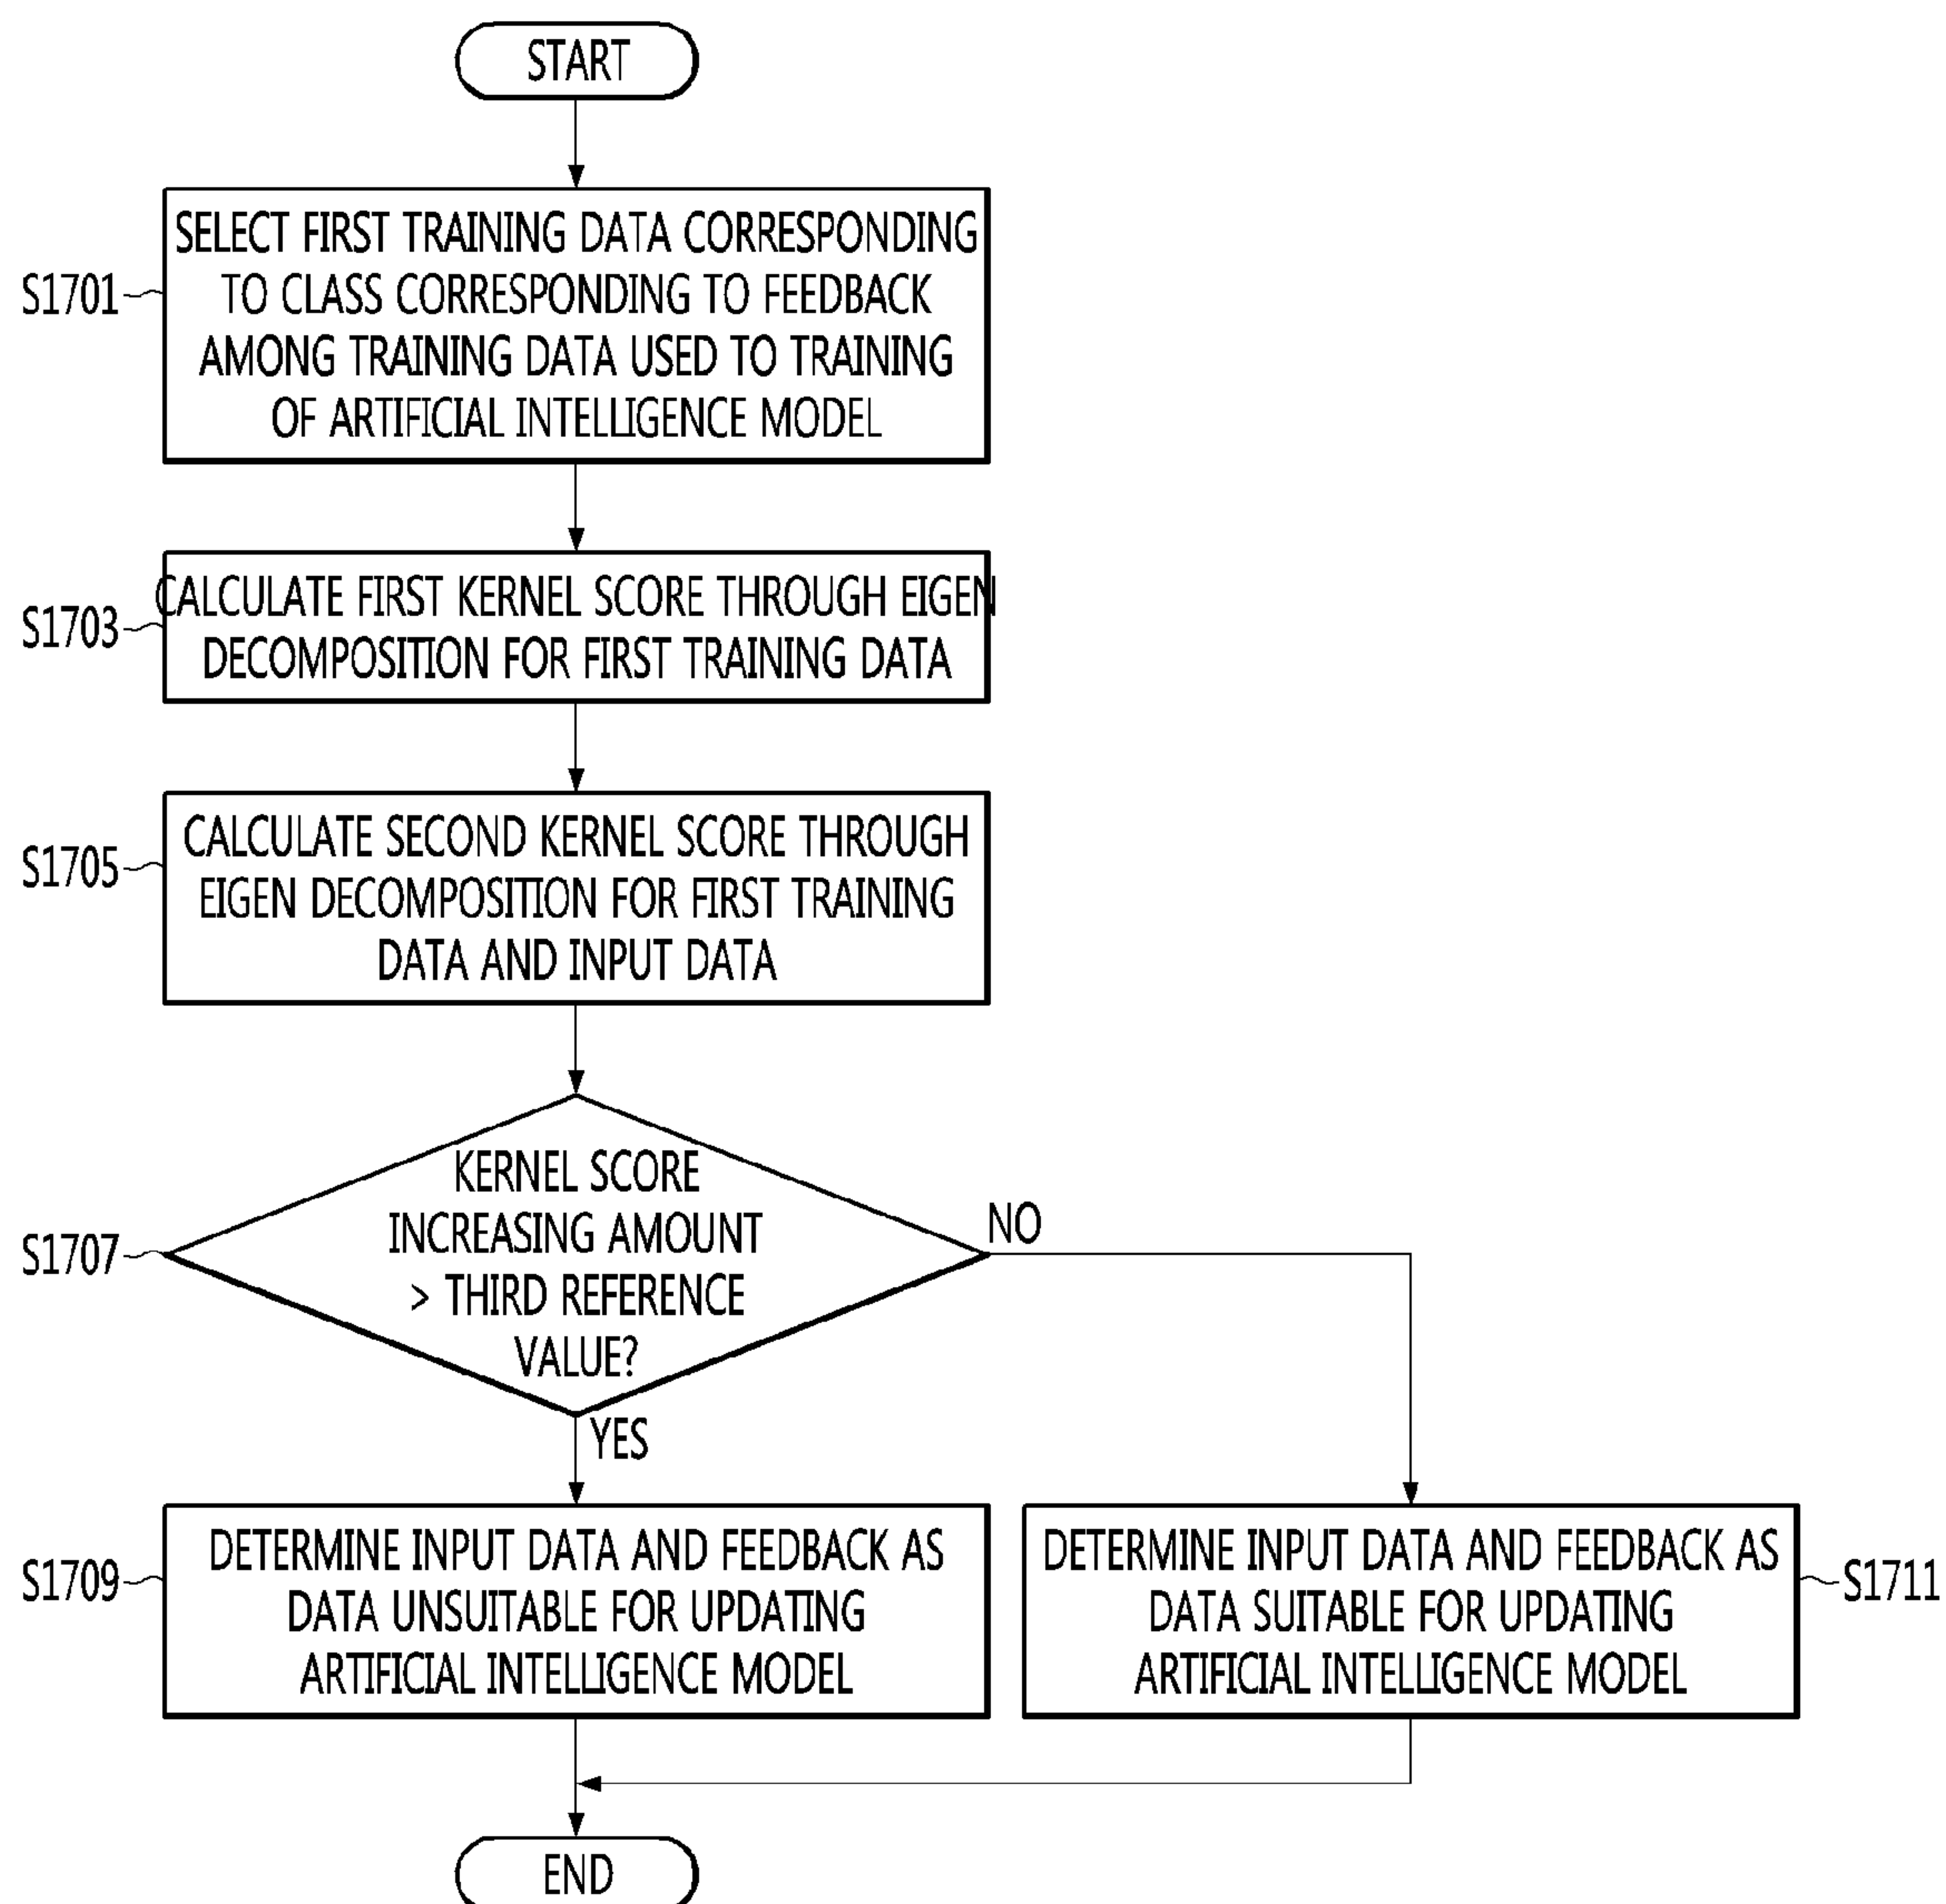 START
S1701
SELECT FIRST TRAINING DATA CORRESPONDING
TO CLASS CORRESPONDING TO FEEDBACK
AMONG TRAINING DATA USED TO TRAINING
OF ARTIFICIAL INTELLIGENCE MODEL
S1703
CALCULATE FIRST KERNEL SCORE THROUGH EIGEN
DECOMPOSITION FOR FIRST TRAINING DATA
S1705
CALCULATE SECOND KERNEL SCORE THROUGH
EIGEN DECOMPOSITION FOR FIRST TRAINING
DATA AND INPUT DATA
S1707
KERNEL SCORE
INCREASING AMOUNT
> THIRD REFERENCE
VALUE?
NO
YES
S1709
DETERMINE INPUT DATA AND FEEDBACK AS
DATA UNSUITABLE FOR UPDATING
ARTIFICIAL INTELLIGENCE MODEL
DETERMINE INPUT DATA AND FEEDBACK AS
DATA SUITABLE FOR UPDATING
ARTIFICIAL INTELLIGENCE MODEL
S1711
END